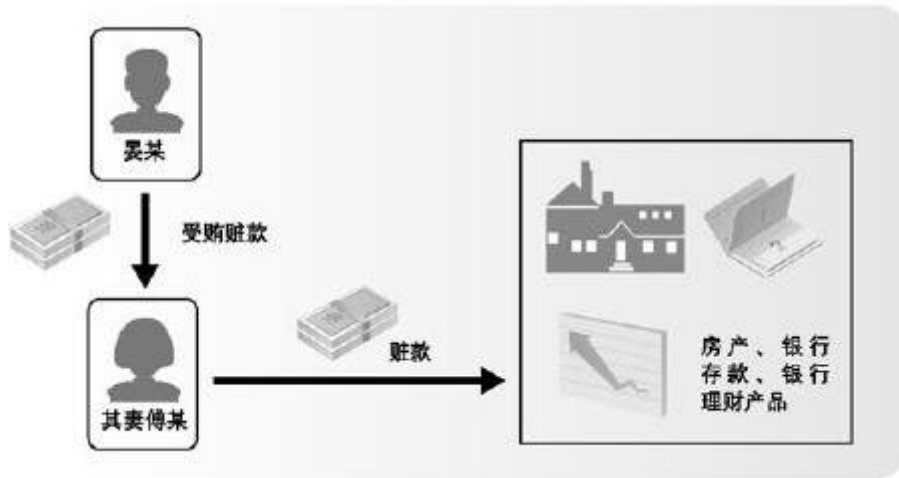 晏某
受贿赃款
赃款
其妻傅某
房产、银行
存款、银行
理财产品